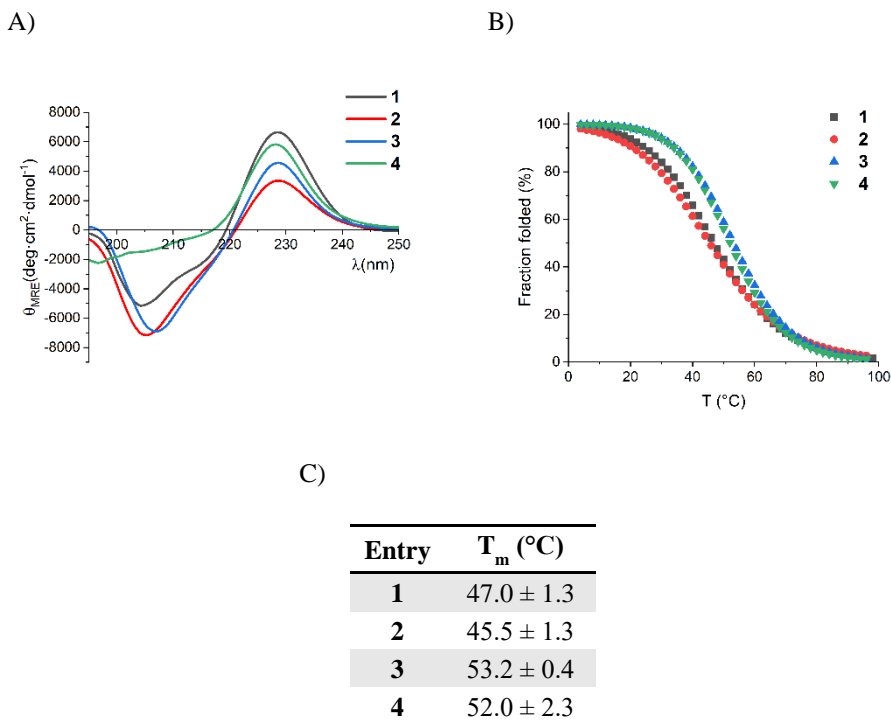 A)
B)
8000
6000
4000
2000
0
-2000
-4000
-6000
-8000
200
210
220
230
240
250
λ(nm)
θMRE(deg·cm²·dmol⁻¹)
1
2
3
4
100
80
60
40
20
0
0
20
40
60
80
100
Fraction folded (%)
T (°C)
1
2
3
4
C)
Entry Tm (°C)
1 47.0 ± 1.3
2 45.5 ± 1.3
3 53.2 ± 0.4
4 52.0 ± 2.3